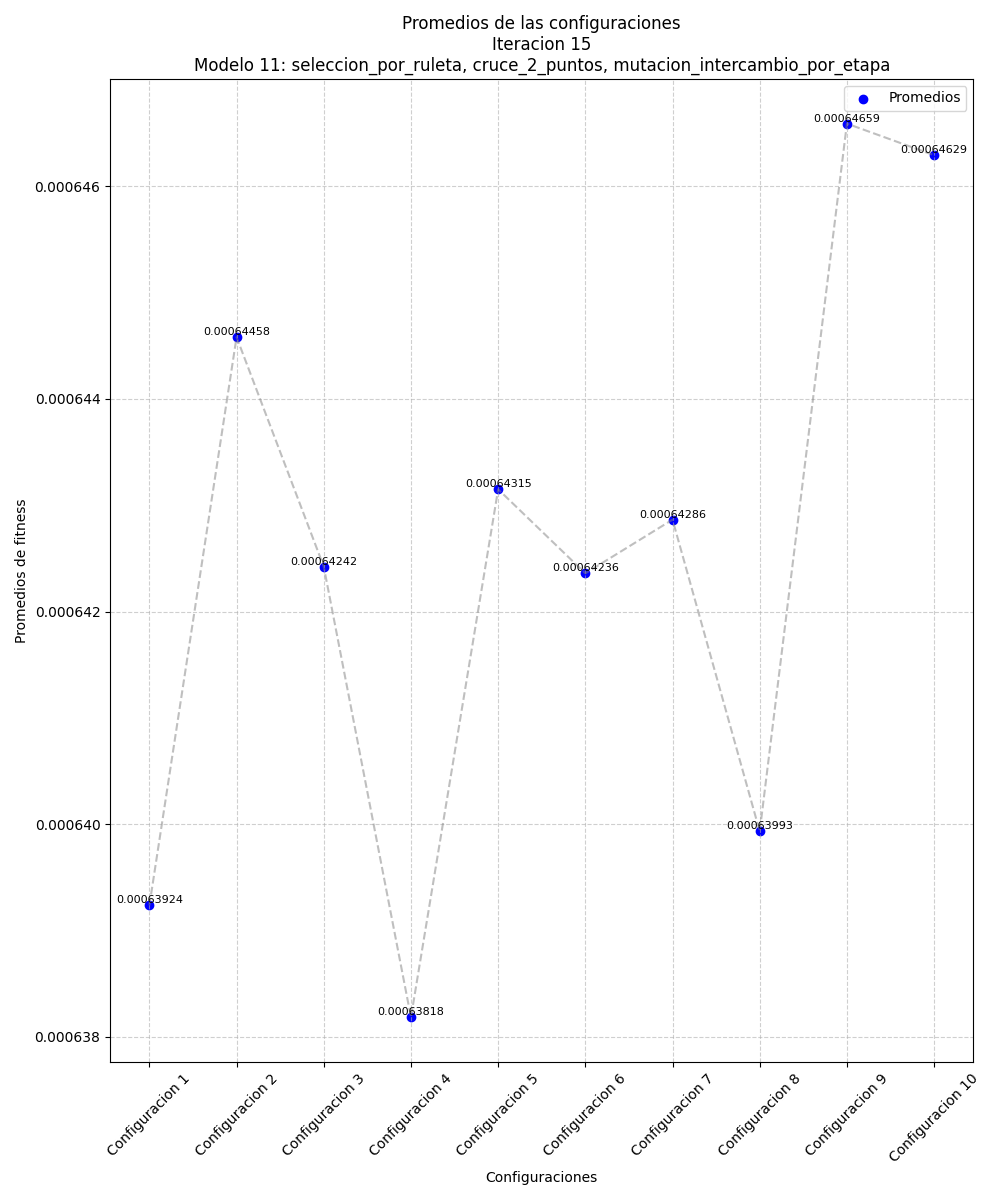 Promedios de las configuraciones
Iteracion 15
Modelo 11: seleccion_por_ruleta, cruce_2_puntos, mutacion_intercambio_por_etapa
Promedios
0.00064659
0.00064629
0.000646
0.00064458
0.000644
0.00064315
0.00064286
0.00064242
0.00064236
0.000642
Promedios de fitness
0.00063993
0.000640
0.00063924
0.00063818
0.000638
Configuracion 1
Configuracion 2
Configuracion 3
Configuracion 4
Configuracion 5
Configuracion 6
Configuracion 7
Configuracion 8
Configuracion 9
Configuracion 10
Configuraciones